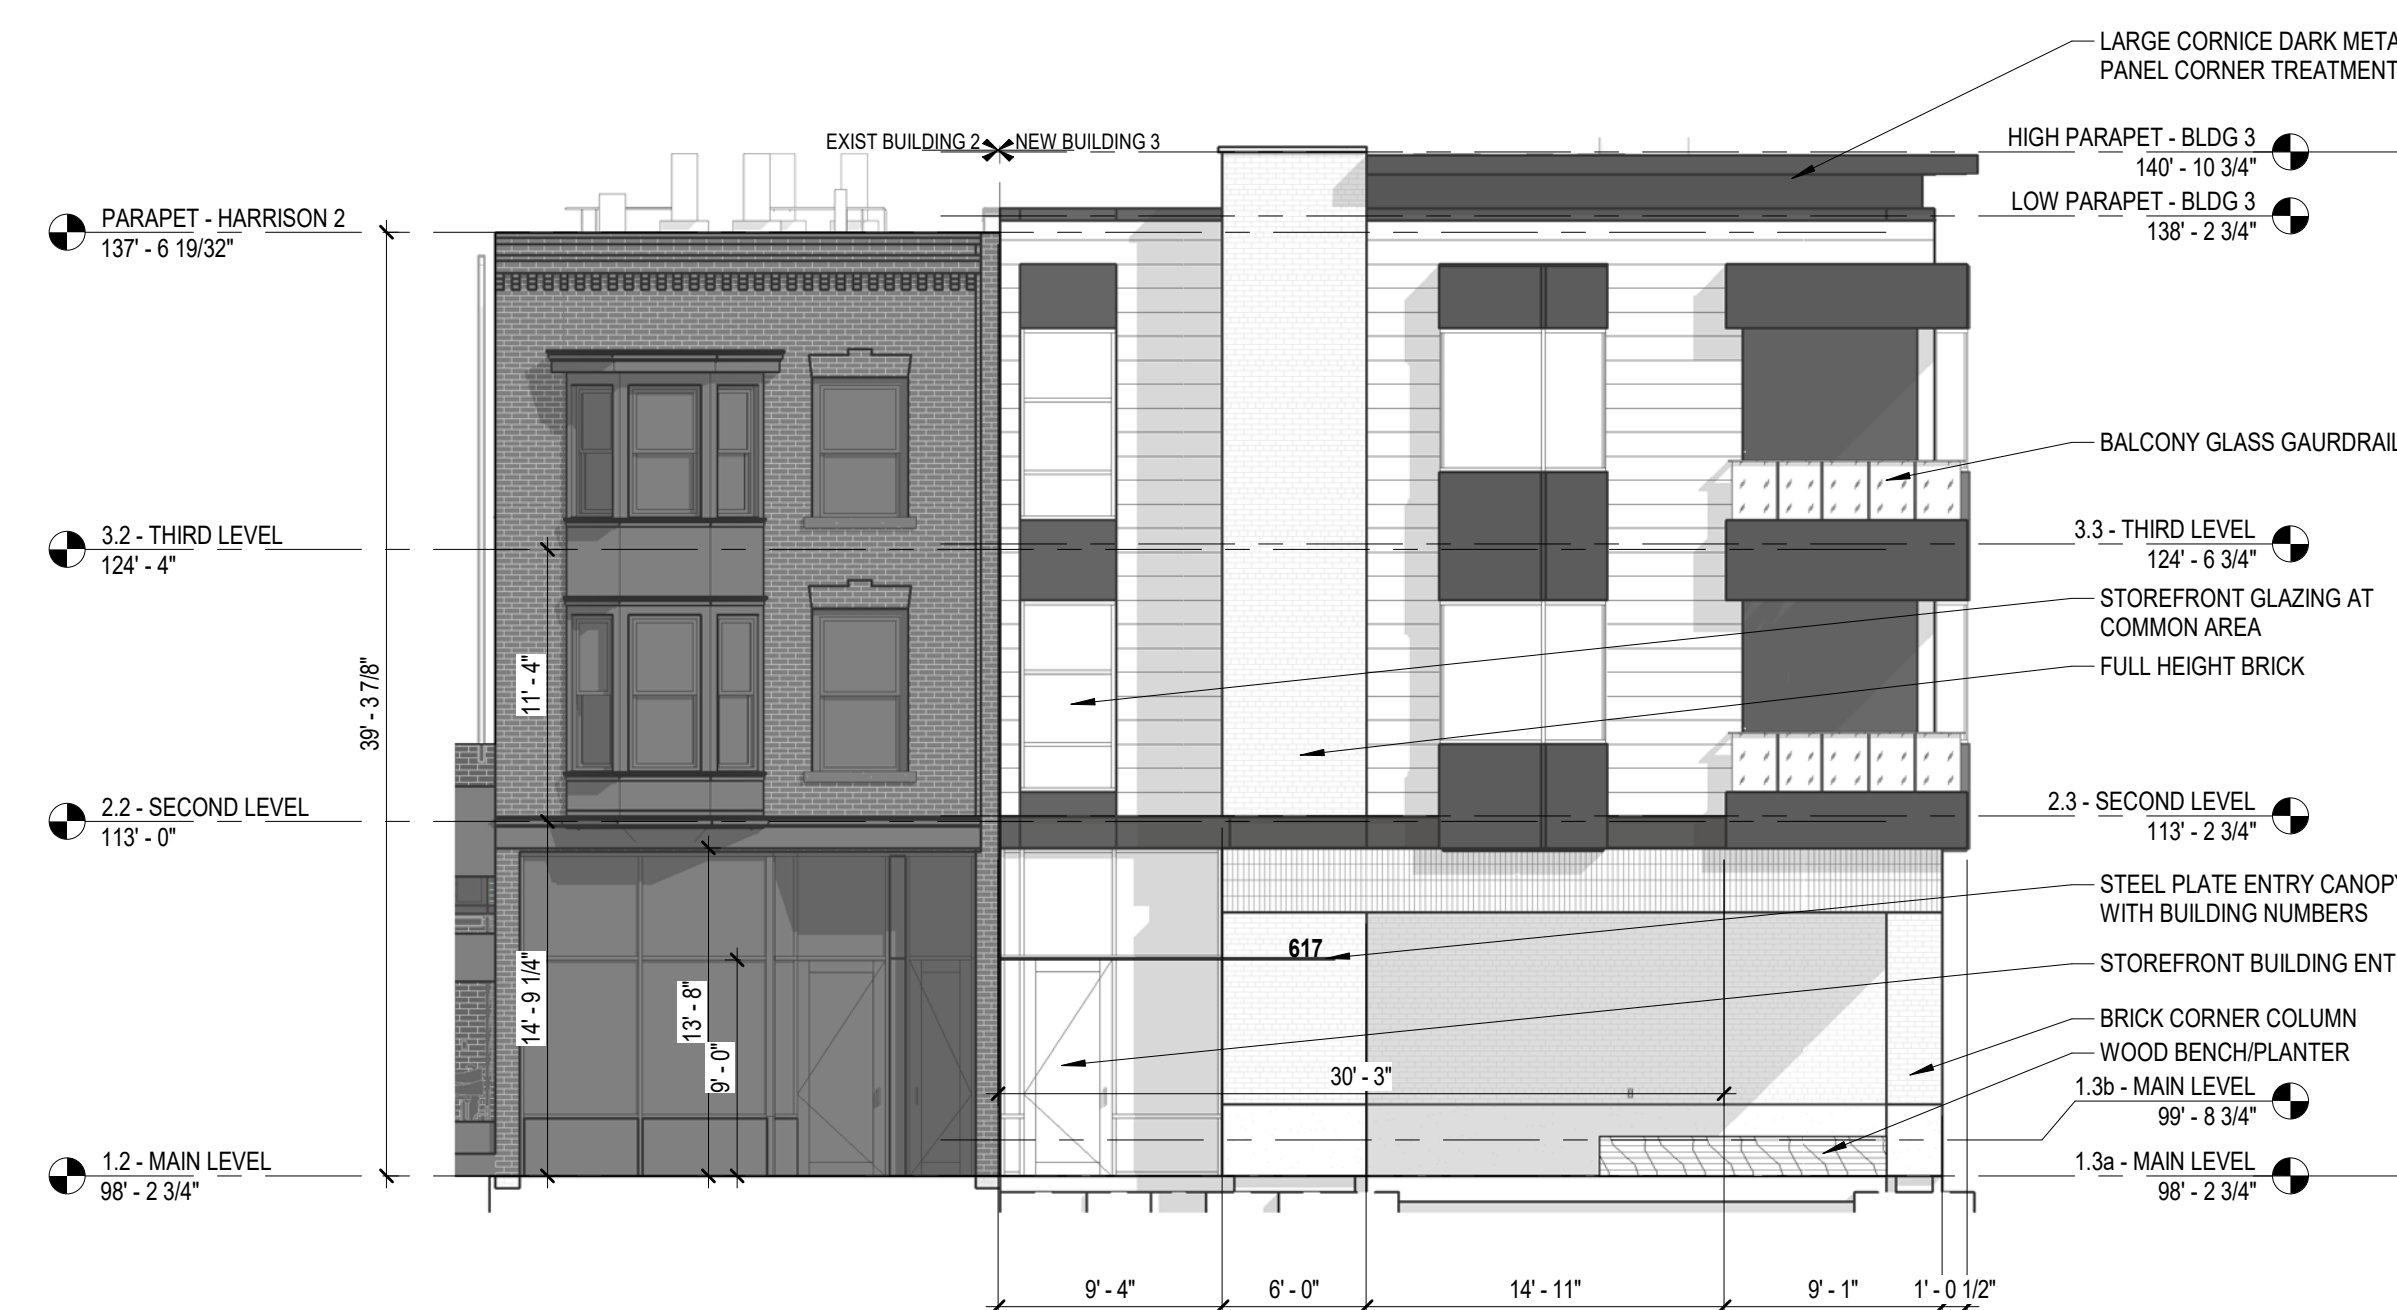 LARGE CORNICE DARK META
PANEL CORNER TREATMENT
EXIST BUILDING 2
NEW BUILDING 3
HIGH PARAPET - BLDG 3
140' - 10 3/4"
LOW PARAPET - BLDG 3
138' - 2 3/4"
PARAPET - HARRISON 2
137' - 6 19/32"
BALCONY GLASS GAURDRAIL
3.2 - THIRD LEVEL
124' - 4"
3.3 - THIRD LEVEL
124' - 6 3/4"
STOREFRONT GLAZING AT
COMMON AREA
FULL HEIGHT BRICK
11' - 4"
39' - 3 7/8"
2.2 - SECOND LEVEL
113' - 0"
2.3 - SECOND LEVEL
113' - 2 3/4"
STEEL PLATE ENTRY CANOPY
WITH BUILDING NUMBERS
617
STOREFRONT BUILDING ENT
14' - 9 1/4"
13' - 8"
9' - 0"
BRICK CORNER COLUMN
WOOD BENCH/PLANTER
30' - 3"
1.3b - MAIN LEVEL
99' - 8 3/4"
1.2 - MAIN LEVEL
98' - 2 3/4"
1.3a - MAIN LEVEL
98' - 2 3/4"
9' - 4"
6' - 0"
14' - 11"
9' - 1"
1' - 0 1/2"